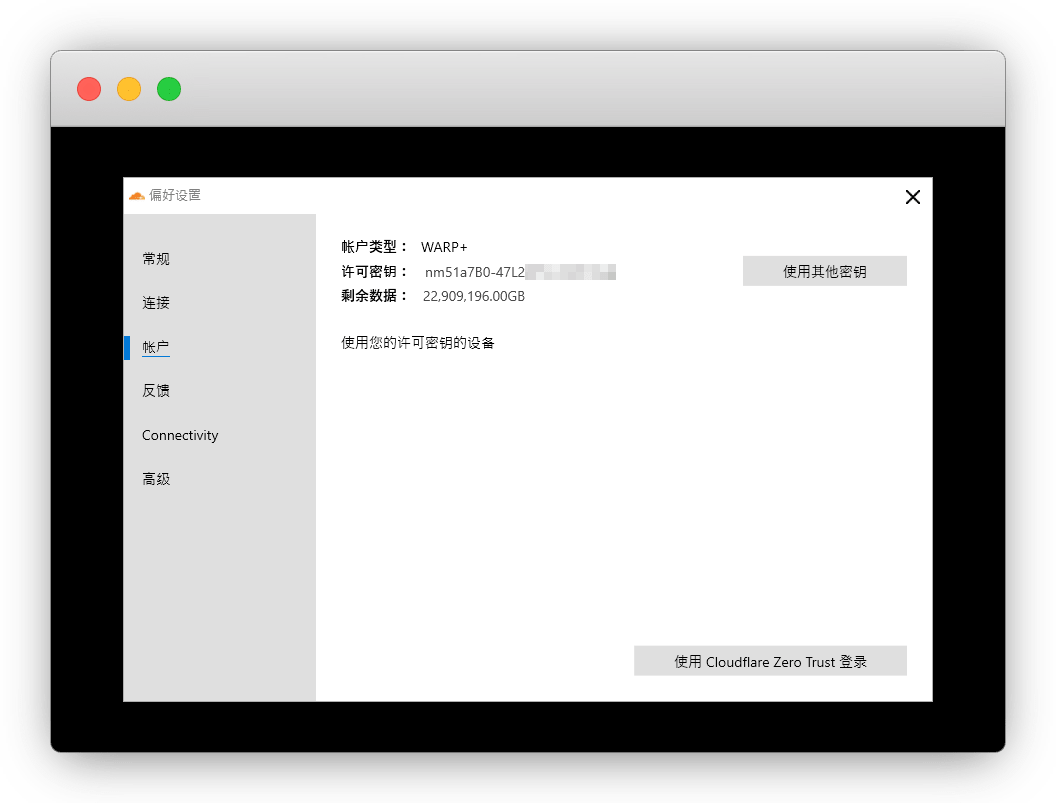 偏好设置
常规
连接
帐户
反馈
Connectivity
高级
帐户类型： WARP+
许可密钥： nm51a7B0-47L2
剩余数据： 22,909,196.00GB
使用其他密钥
使用您的许可密钥的设备
使用 Cloudflare Zero Trust 登录